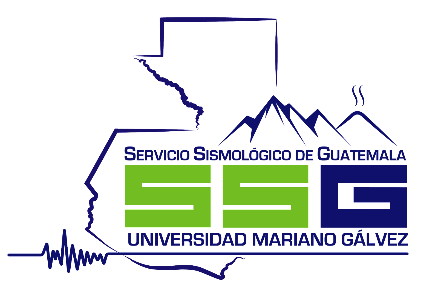 Servicio Sismológico de Guatemala
SSG
UNIVERSIDAD MARIANO GÁLVEZ